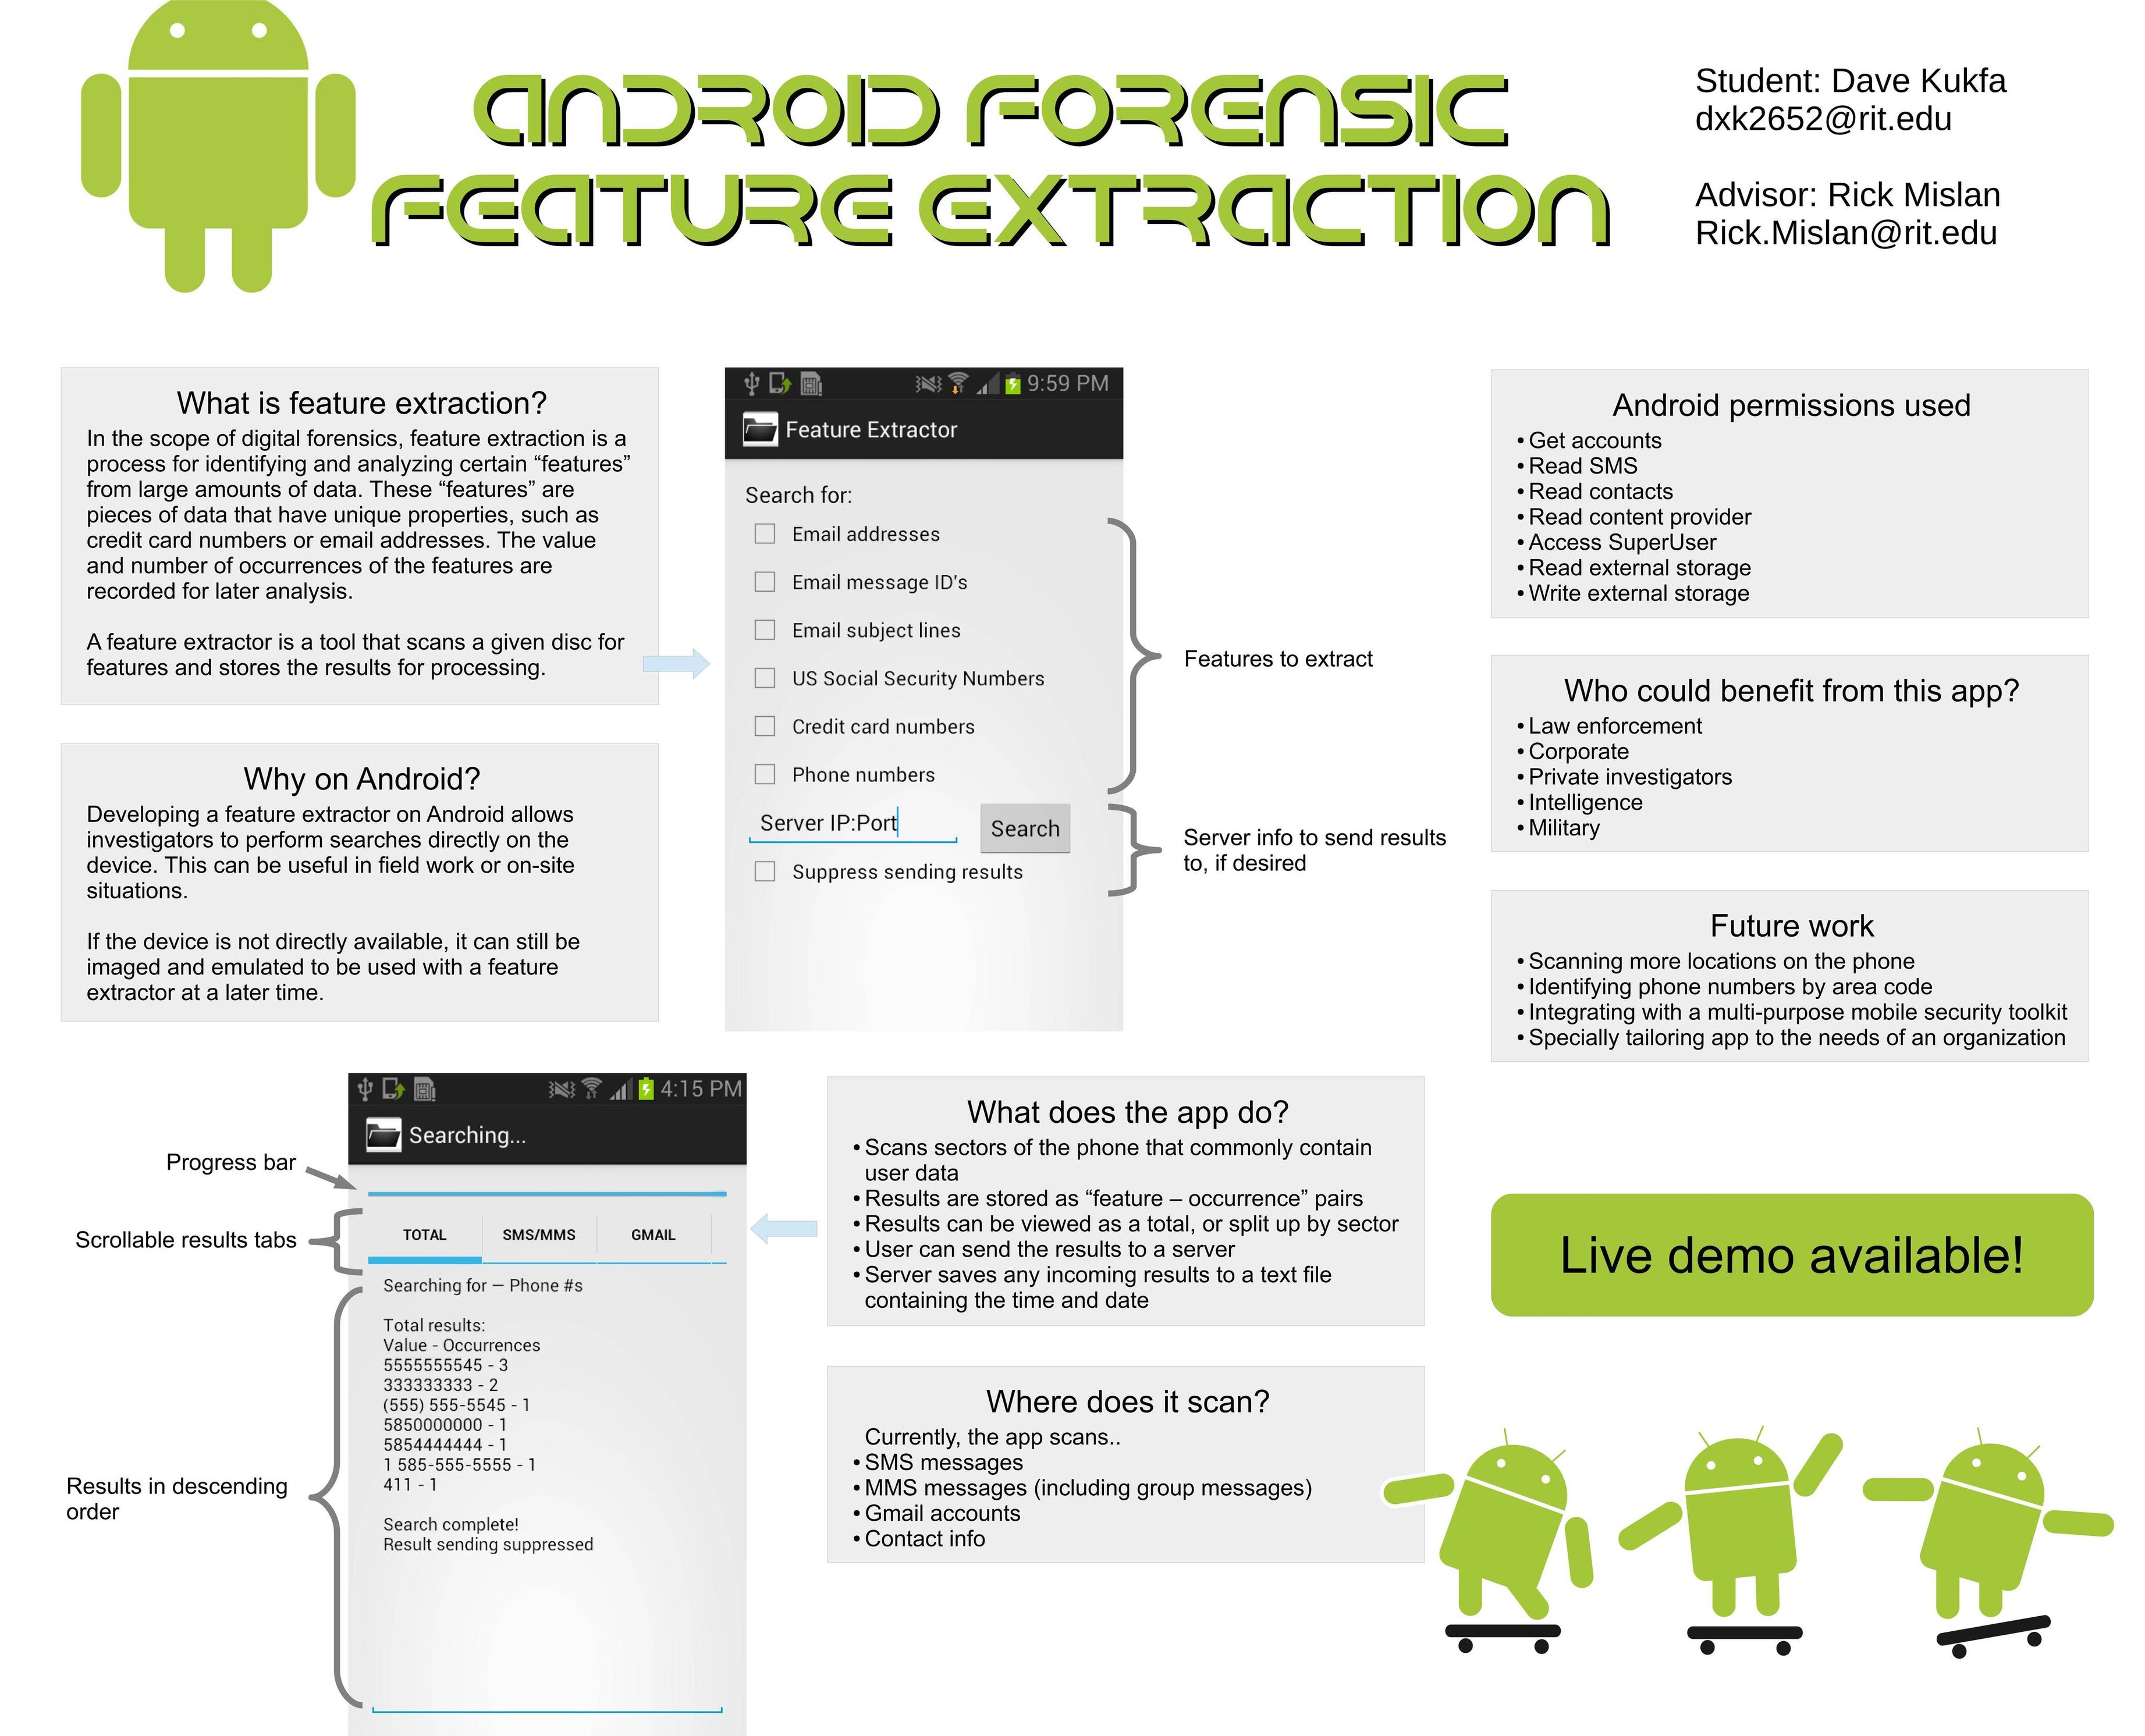 ANDROID FORENSIC
FEATURE EXTRACTION
Student: Dave Kukfa
dxk2652@rit.edu
Advisor: Rick Mislan
Rick.Mislan@rit.edu
What is feature extraction?
In the scope of digital forensics, feature extraction is a
process for identifying and analyzing certain “features”
from large amounts of data. These “features” are
pieces of data that have unique properties, such as
credit card numbers or email addresses. The value
and number of occurrences of the features are
recorded for later analysis.
A feature extractor is a tool that scans a given disc for
features and stores the results for processing.
Why on Android?
Developing a feature extractor on Android allows
investigators to perform searches directly on the
device. This can be useful in field work or on-site
situations.
If the device is not directly available, it can still be
imaged and emulated to be used with a feature
extractor at a later time.
9:59 PM
Feature Extractor
Search for:
Email addresses
Email message ID's
Email subject lines
US Social Security Numbers
Credit card numbers
Phone numbers
Server IP:Port
Search
Suppress sending results
Features to extract
Server info to send results
to, if desired
Android permissions used
• Get accounts
• Read SMS
• Read contacts
• Read content provider
• Access SuperUser
• Read external storage
• Write external storage
Who could benefit from this app?
• Law enforcement
• Corporate
• Private investigators
• Intelligence
• Military
Future work
• Scanning more locations on the phone
• Identifying phone numbers by area code
• Integrating with a multi-purpose mobile security toolkit
• Specially tailoring app to the needs of an organization
Progress bar
Scrollable results tabs
Results in descending
order
4:15 PM
Searching...
TOTAL
SMS/MMS
GMAIL
Searching for — Phone #s
Total results:
Value - Occurrences
5555555545 - 3
333333333 - 2
(555) 555-5545 - 1
5850000000 - 1
5854444444 - 1
1 585-555-5555 - 1
411 - 1
Search complete!
Result sending suppressed
What does the app do?
• Scans sectors of the phone that commonly contain
user data
• Results are stored as “feature – occurrence” pairs
• Results can be viewed as a total, or split up by sector
• User can send the results to a server
• Server saves any incoming results to a text file
containing the time and date
Where does it scan?
Currently, the app scans..
• SMS messages
• MMS messages (including group messages)
• Gmail accounts
• Contact info
Live demo available!